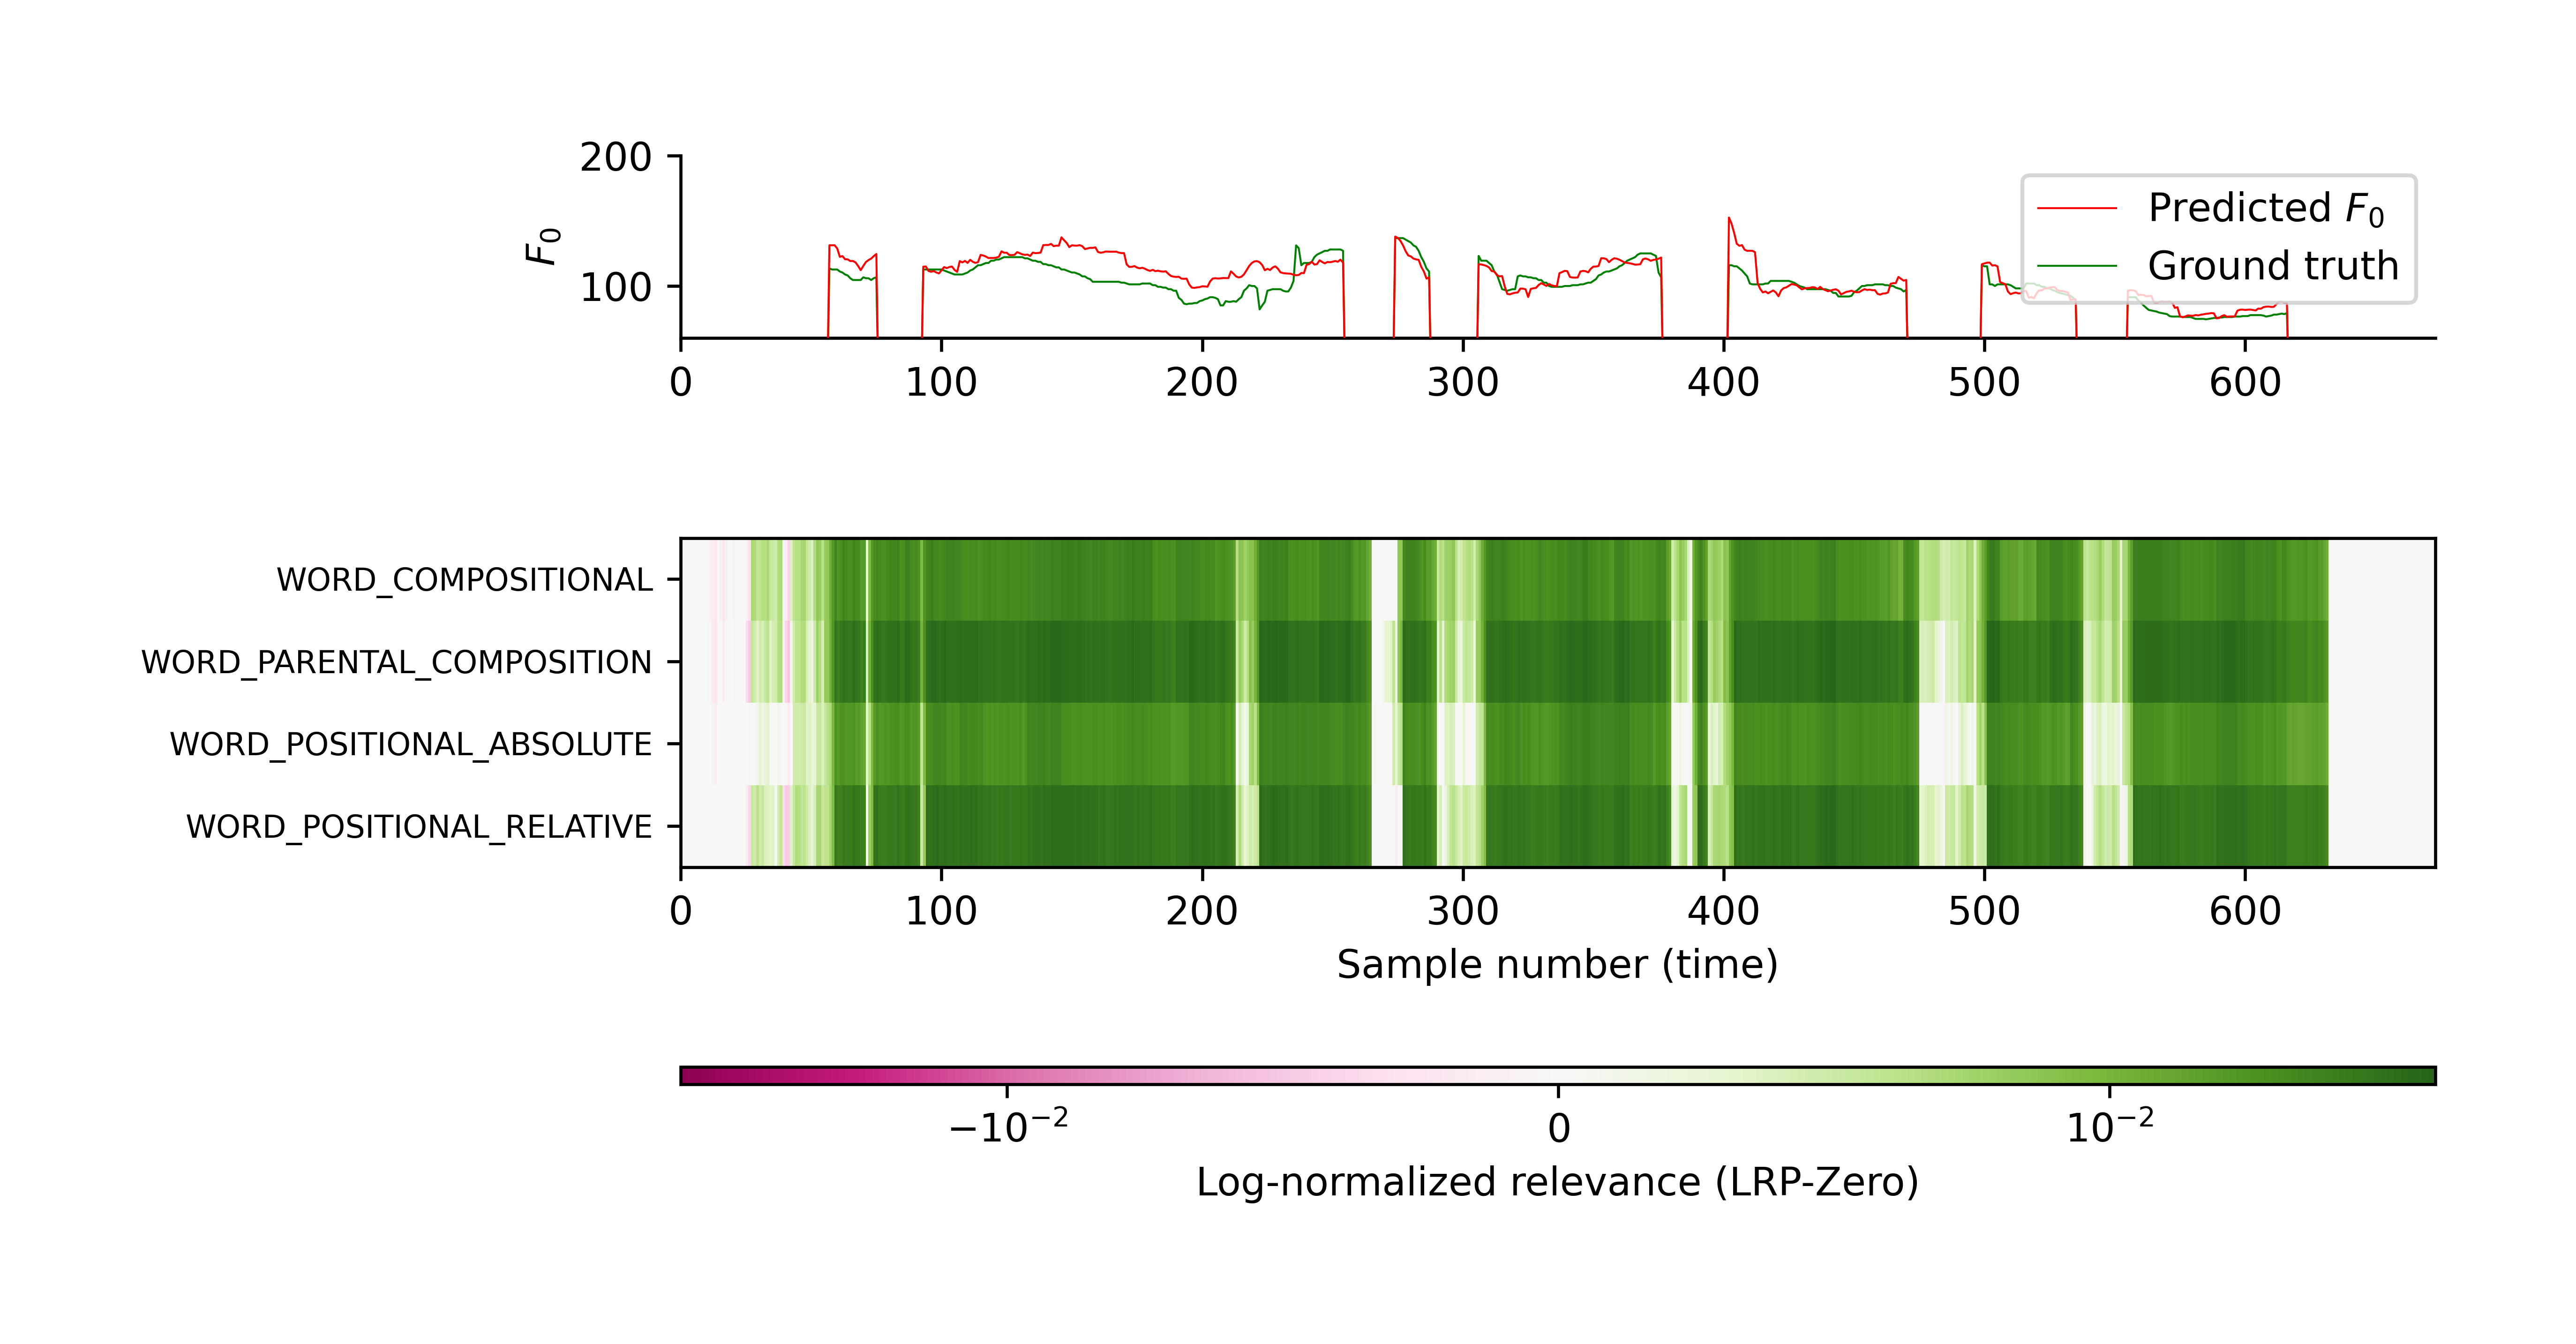 200
100
F₀
Predicted F₀
Ground truth
0 100 200 300 400 500 600
WORD_COMPOSITIONAL
WORD_PARENTAL_COMPOSITION
WORD_POSITIONAL_ABSOLUTE
WORD_POSITIONAL_RELATIVE
0 100 200 300 400 500 600
Sample number (time)
−10⁻² 0 10⁻²
Log-normalized relevance (LRP-Zero)